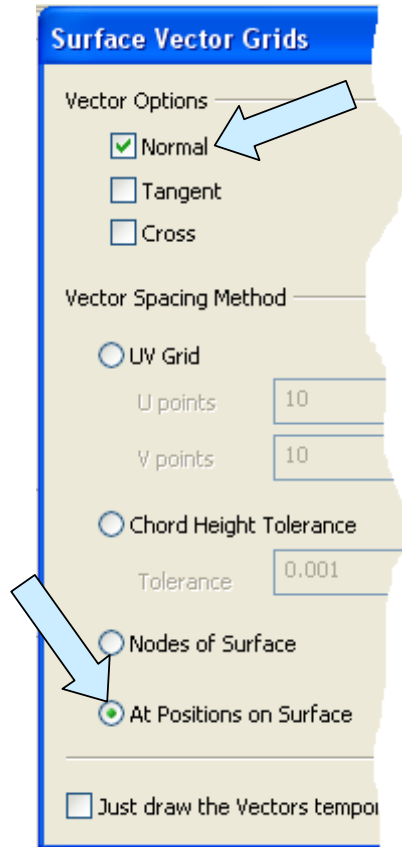 Surface Vector Grids
Vector Options
Normal
Tangent
Cross
Vector Spacing Method
UV Grid
U points 10
V points 10
Chord Height Tolerance
Tolerance 0.001
Nodes of Surface
At Positions on Surface
Just draw the Vectors